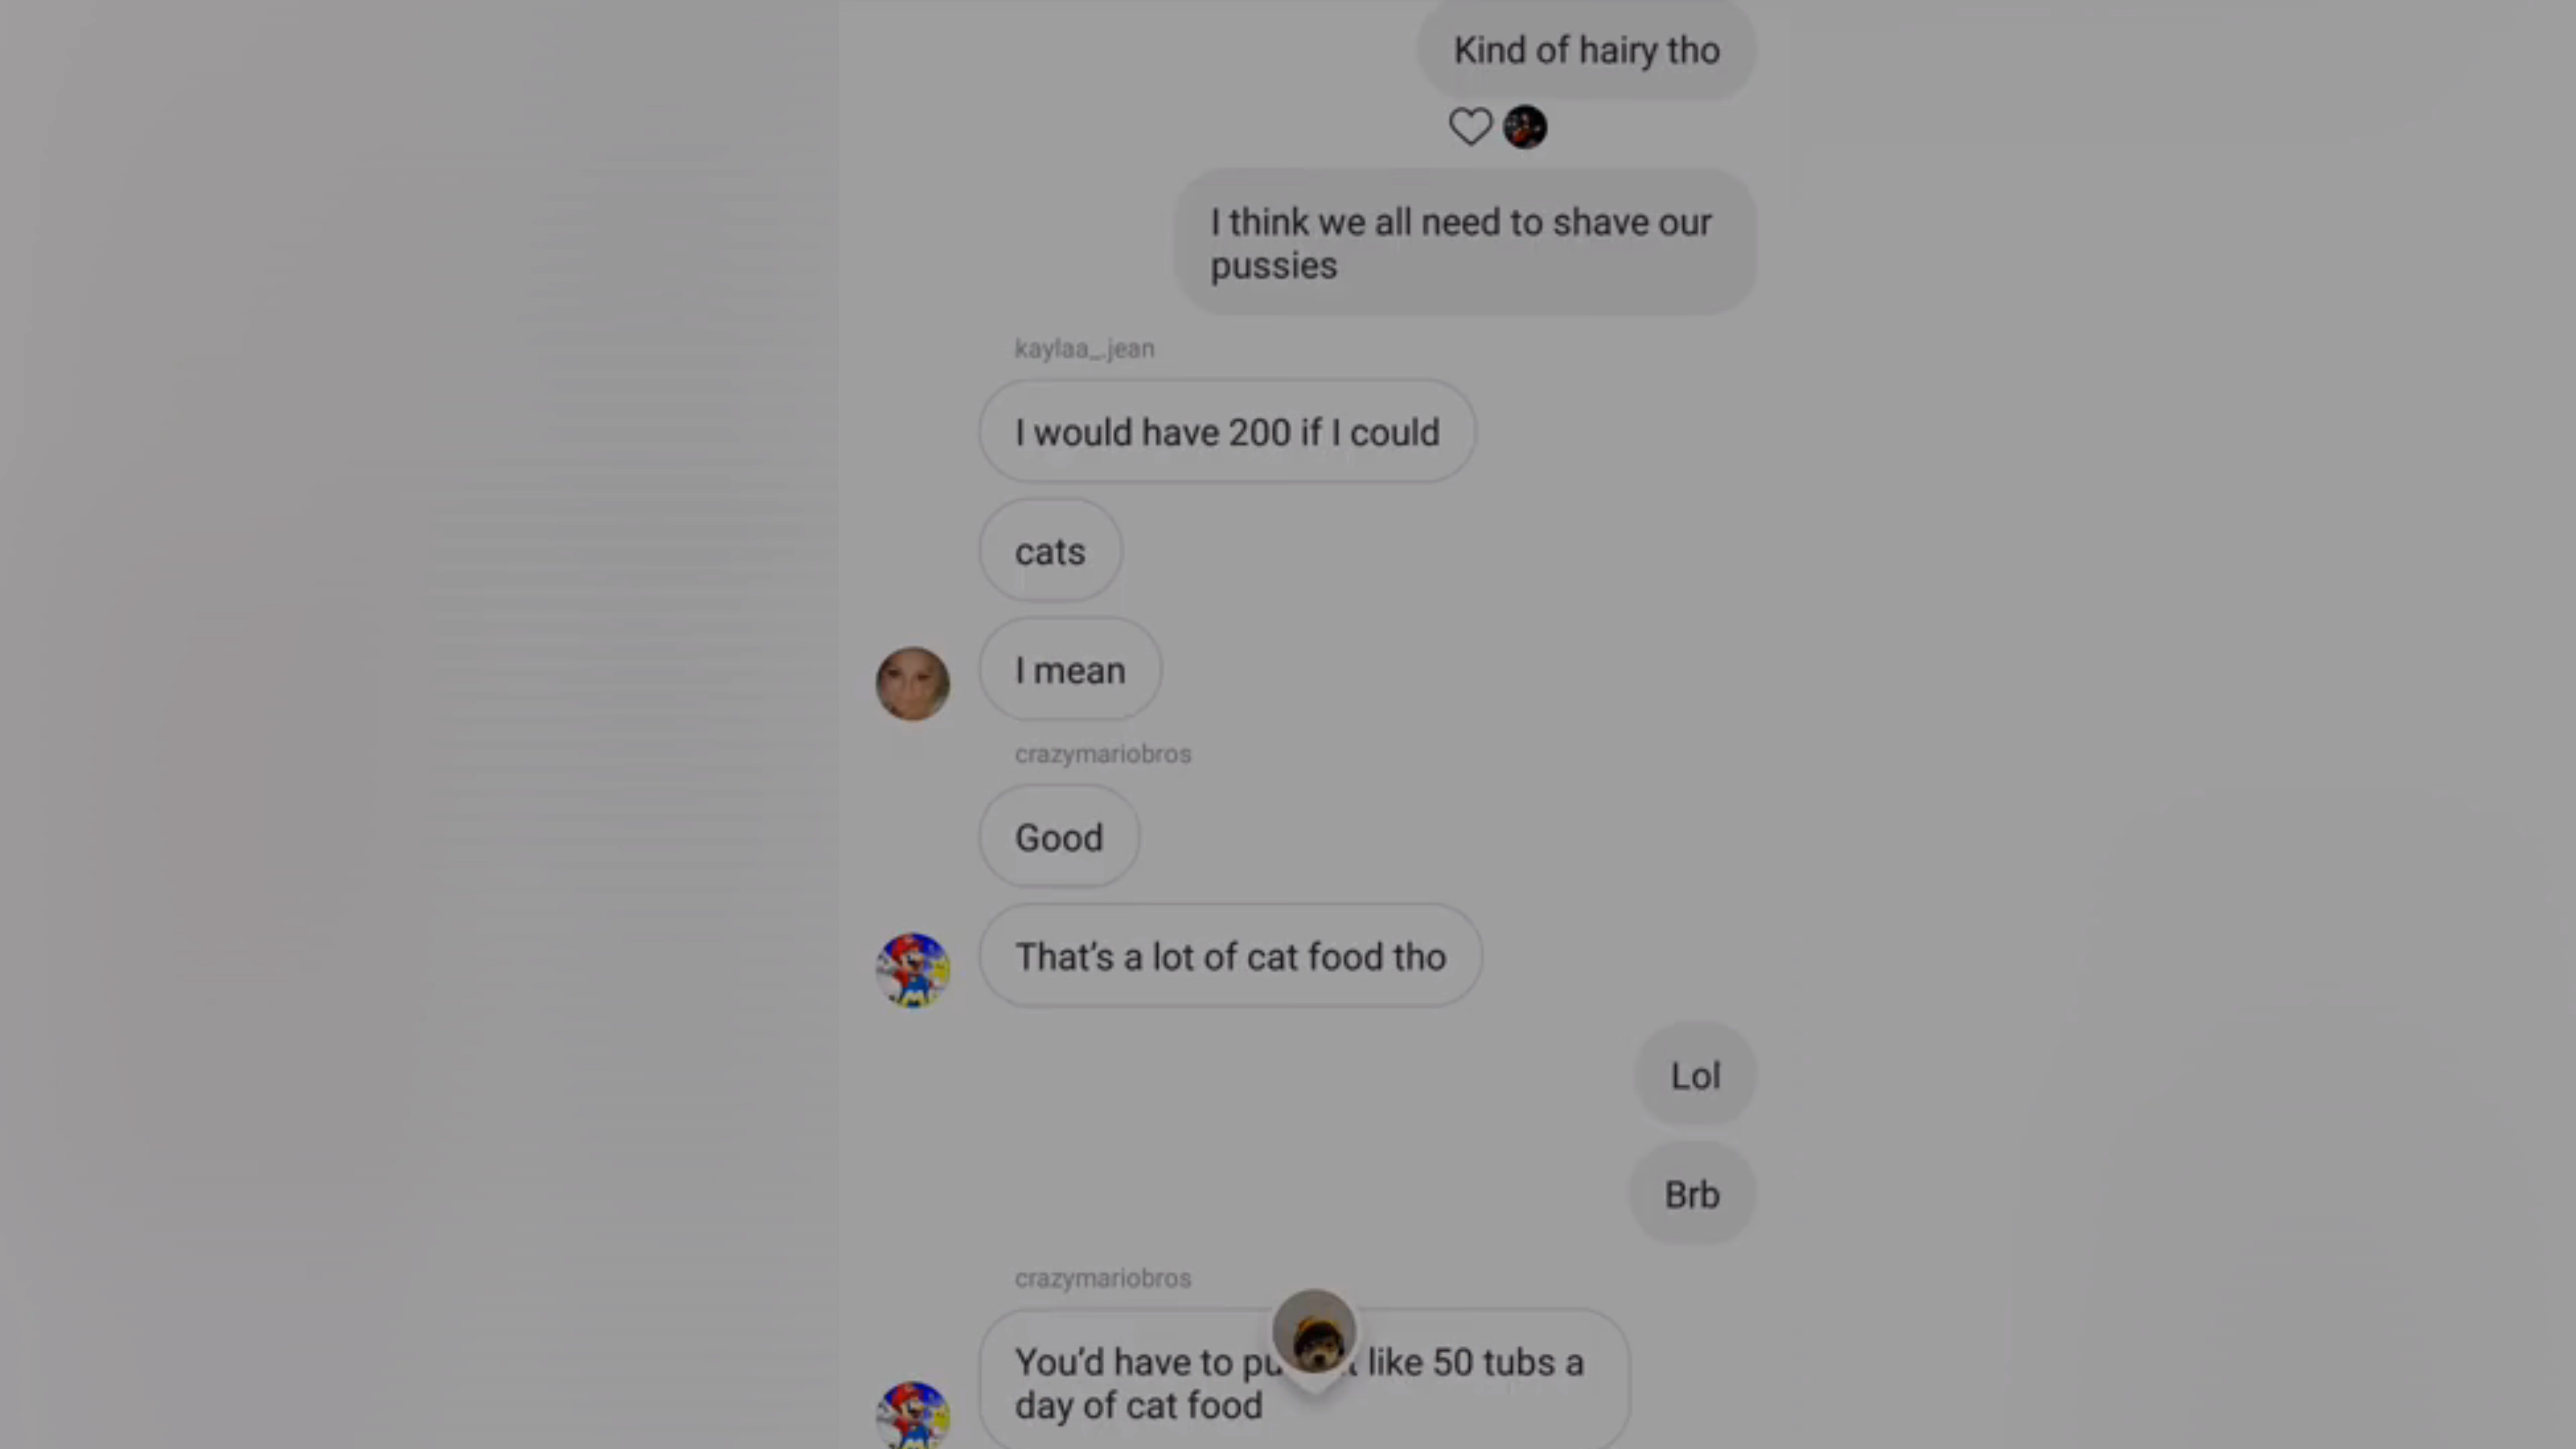 Kind of hairy tho
I think we all need to shave our
pussies
kaylaa_.jean
I would have 200 if I could
cats
I mean
crazymariobros
Good
That's a lot of cat food tho
Lol
Brb
crazymariobros
You'd have to like 50 tubs a
day of cat food